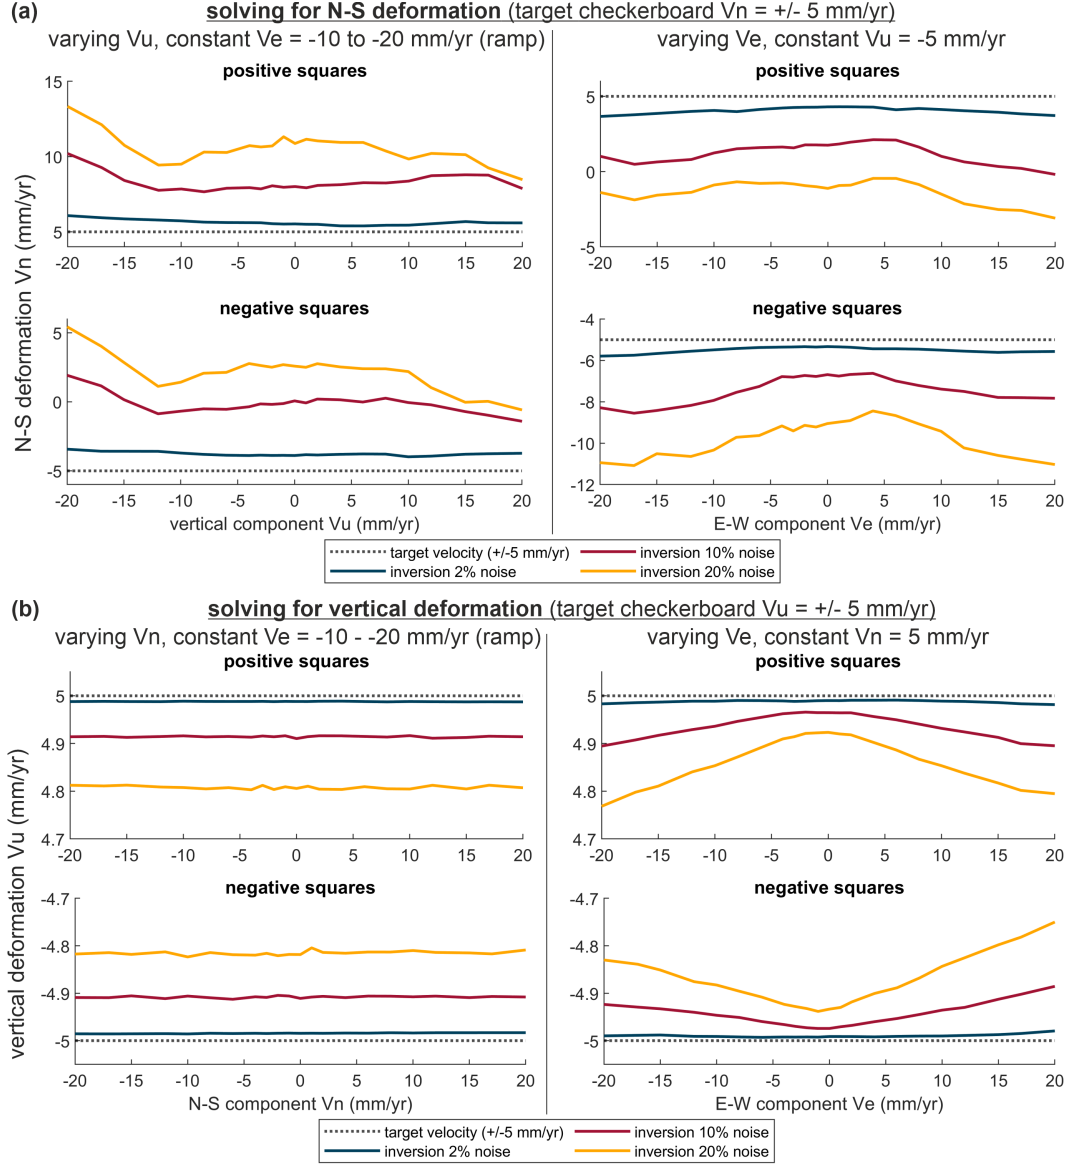 (a)
solving for N-S deformation (target checkerboard Vn = +/- 5 mm/yr)
varying Vu, constant Ve = -10 to -20 mm/yr (ramp)
varying Ve, constant Vu = -5 mm/yr
positive squares
positive squares
15
10
5
-20 -15 -10 -5 0 5 10 15 20
5
0
-5
-20 -15 -10 -5 0 5 10 15 20
N-S deformation Vn (mm/yr)
negative squares
negative squares
5
0
-5
-20 -15 -10 -5 0 5 10 15 20
vertical component Vu (mm/yr)
-4
-6
-8
-10
-12
-20 -15 -10 -5 0 5 10 15 20
E-W component Ve (mm/yr)
target velocity (+/-5 mm/yr)
inversion 10% noise
inversion 2% noise
inversion 20% noise
(b)
solving for vertical deformation (target checkerboard Vu = +/- 5 mm/yr)
varying Vn, constant Ve = -10 - -20 mm/yr (ramp)
varying Ve, constant Vn = 5 mm/yr
positive squares
positive squares
5
4.9
4.8
4.7
-20 -15 -10 -5 0 5 10 15 20
5
4.9
4.8
4.7
-20 -15 -10 -5 0 5 10 15 20
vertical deformation Vu (mm/yr)
negative squares
negative squares
-4.7
-4.8
-4.9
-5
-20 -15 -10 -5 0 5 10 15 20
N-S component Vn (mm/yr)
-4.7
-4.8
-4.9
-5
-20 -15 -10 -5 0 5 10 15 20
E-W component Ve (mm/yr)
target velocity (+/-5 mm/yr)
inversion 10% noise
inversion 2% noise
inversion 20% noise